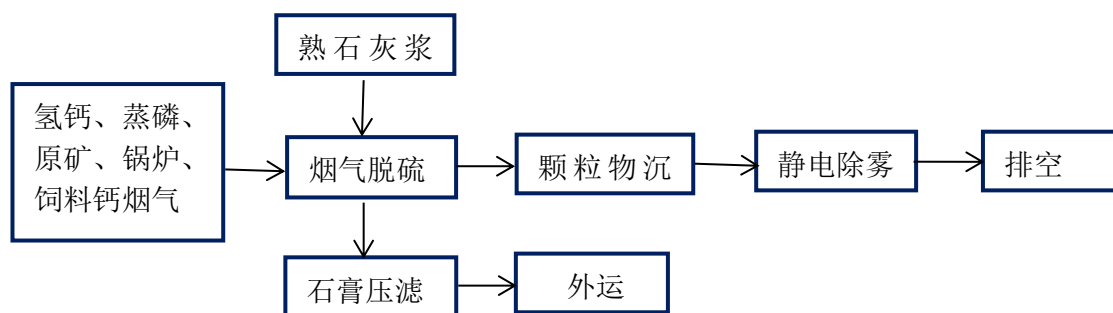 熟石灰浆
氢钙、蒸磷、
原矿、锅炉、
饲料钙烟气
烟气脱硫
颗粒物沉
静电除雾
排空
石膏压滤
外运